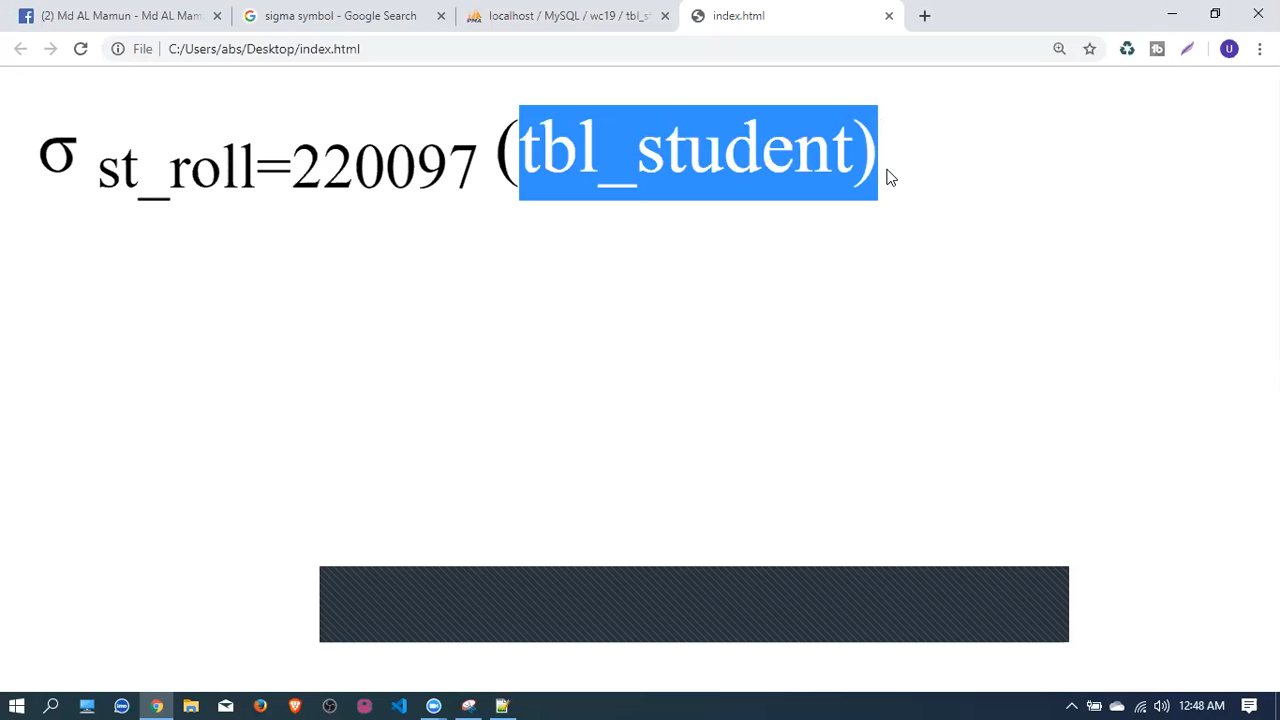 (2) Md AL Mamun - Md AL Mam
sigma symbol - Google Search
localhost / MySQL / wc19 / tbl_st
index.html
File
C:/Users/abs/Desktop/index.html
U
σ st_roll=220097 (tbl_student)
12:48 AM